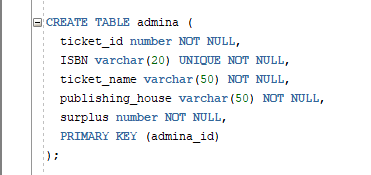 CREATE TABLE admina (
ticket_id number NOT NULL,
ISBN varchar(20) UNIQUE NOT NULL,
ticket_name varchar(50) NOT NULL,
publishing_house varchar(50) NOT NULL,
surplus number NOT NULL,
PRIMARY KEY (admina_id)
);